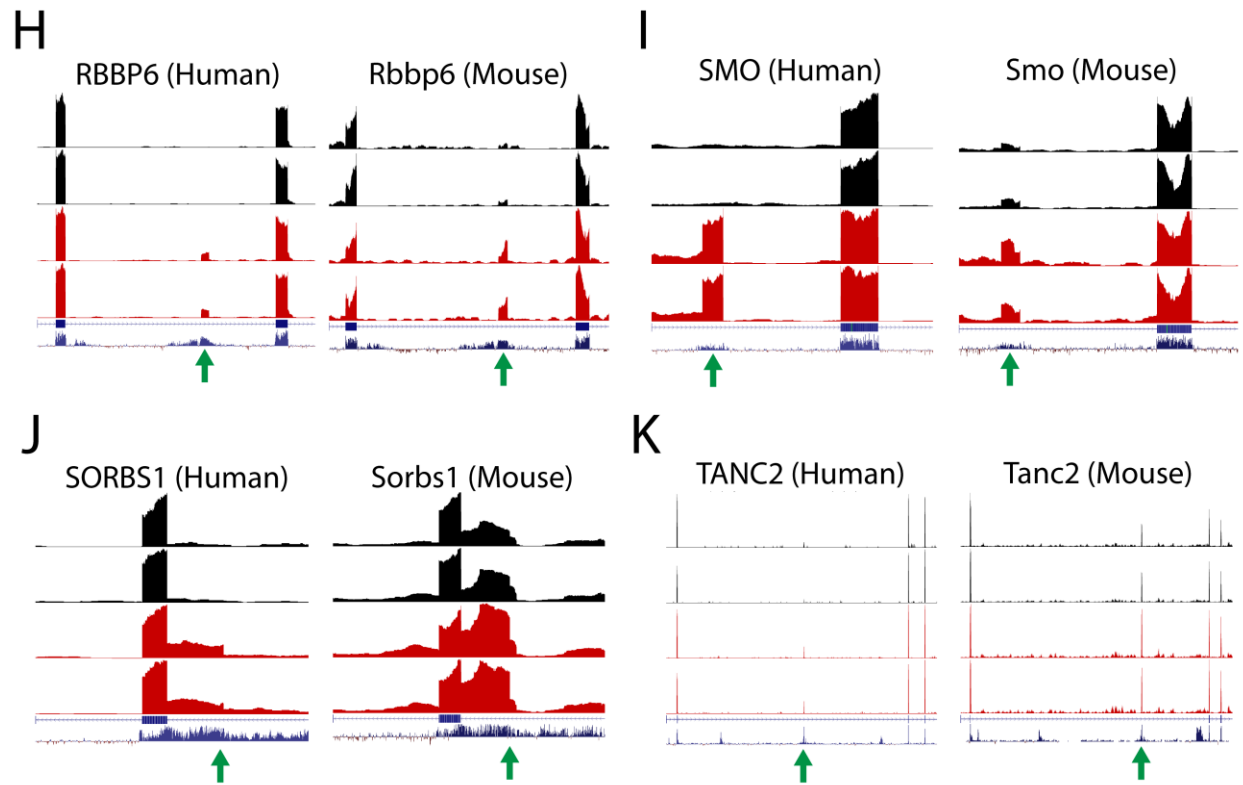 H
RBBP6 (Human)
Rbbp6 (Mouse)
I
SMO (Human)
Smo (Mouse)
J
SORBS1 (Human)
Sorbs1 (Mouse)
K
TANC2 (Human)
Tanc2 (Mouse)